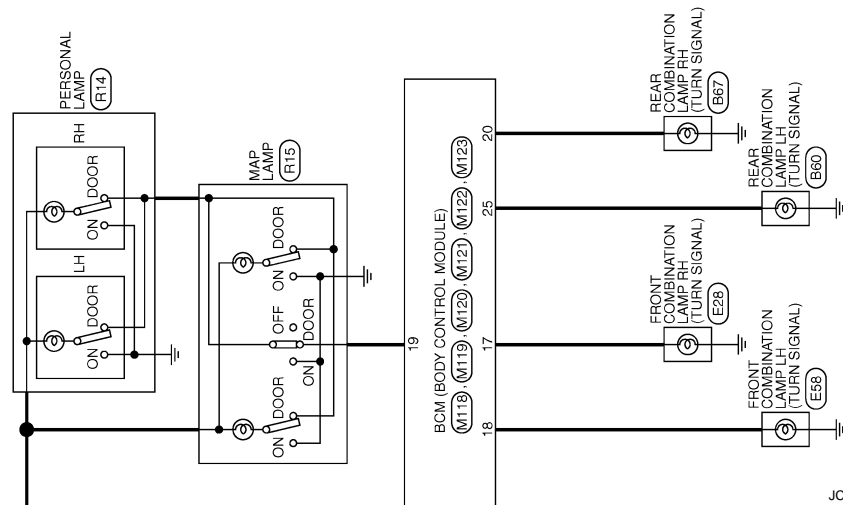 PERSONAL
LAMP
R14
RH
DOOR
ON
LH
DOOR
ON
MAP
LAMP
R15
DOOR
ON
OFF
DOOR
ON
DOOR
ON
19
BCM (BODY CONTROL MODULE)
M118 , M119 , M120 , M121 , M122 , M123
20
25
17
18
REAR
COMBINATION
LAMP RH
(TURN SIGNAL)
B67
REAR
COMBINATION
LAMP LH
(TURN SIGNAL)
B60
FRONT
COMBINATION
LAMP RH
(TURN SIGNAL)
E28
FRONT
COMBINATION
LAMP LH
(TURN SIGNAL)
E58